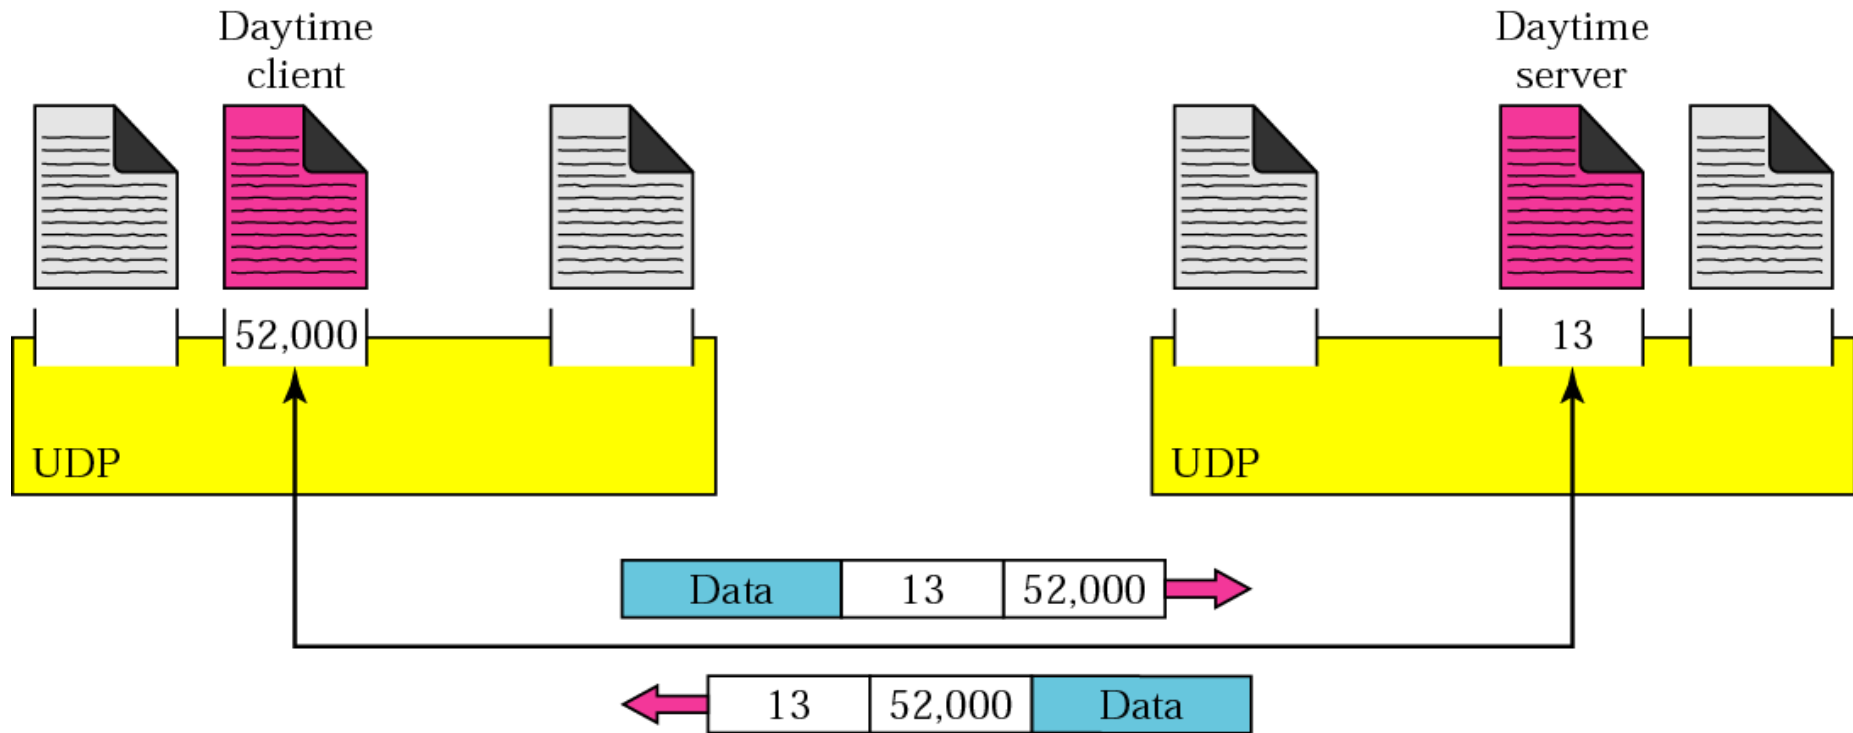 Daytime
client
Daytime
server
52,000
13
UDP
UDP
Data 13 52,000
13 52,000 Data